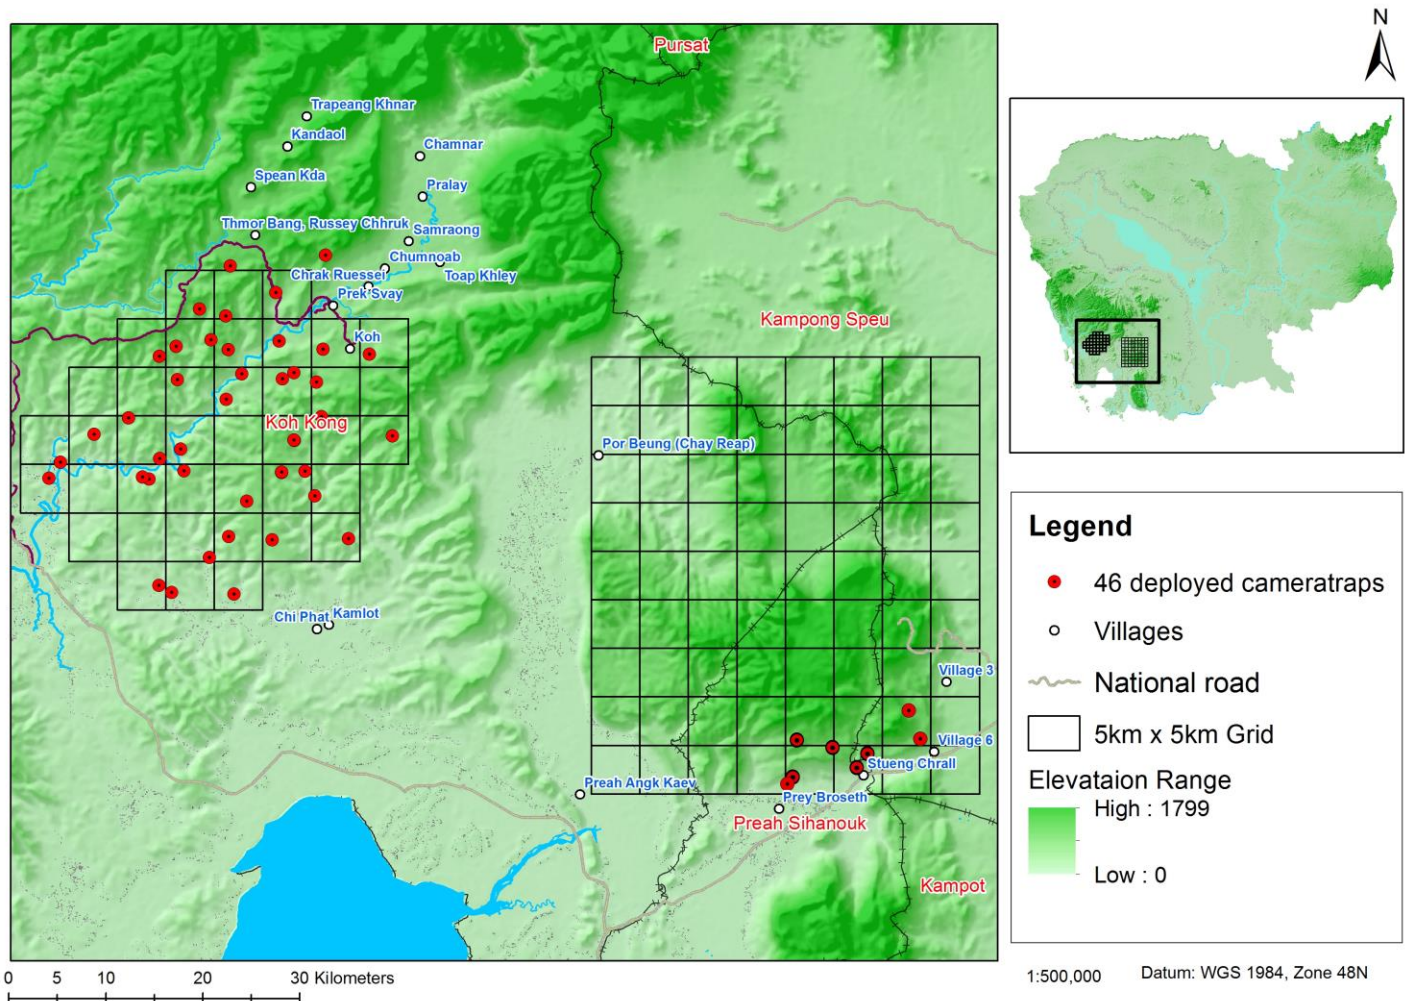 N
Pursat
Trapeang Khnar
Kandaol
Chamnar
Spean Kda
Pralay
Thmor Bang, Russey Chhruk
Samraong
Chumnoab
Chrak Ruessei
Toap Khley
Prek Svay
Koh
Kampong Speu
Koh Kong
Por Beung (Chay Reap)
Chi Phat
Kamlot
Village 3
Village 6
Stueng Chrall
Preah Angk Kaev
Prey Broseth
Preah Sihanouk
Kampot
Legend
46 deployed cameratraps
Villages
National road
5km x 5km Grid
Elevataion Range
High : 1799
Low : 0
0 5 10 20 30 Kilometers
1:500,000
Datum: WGS 1984, Zone 48N